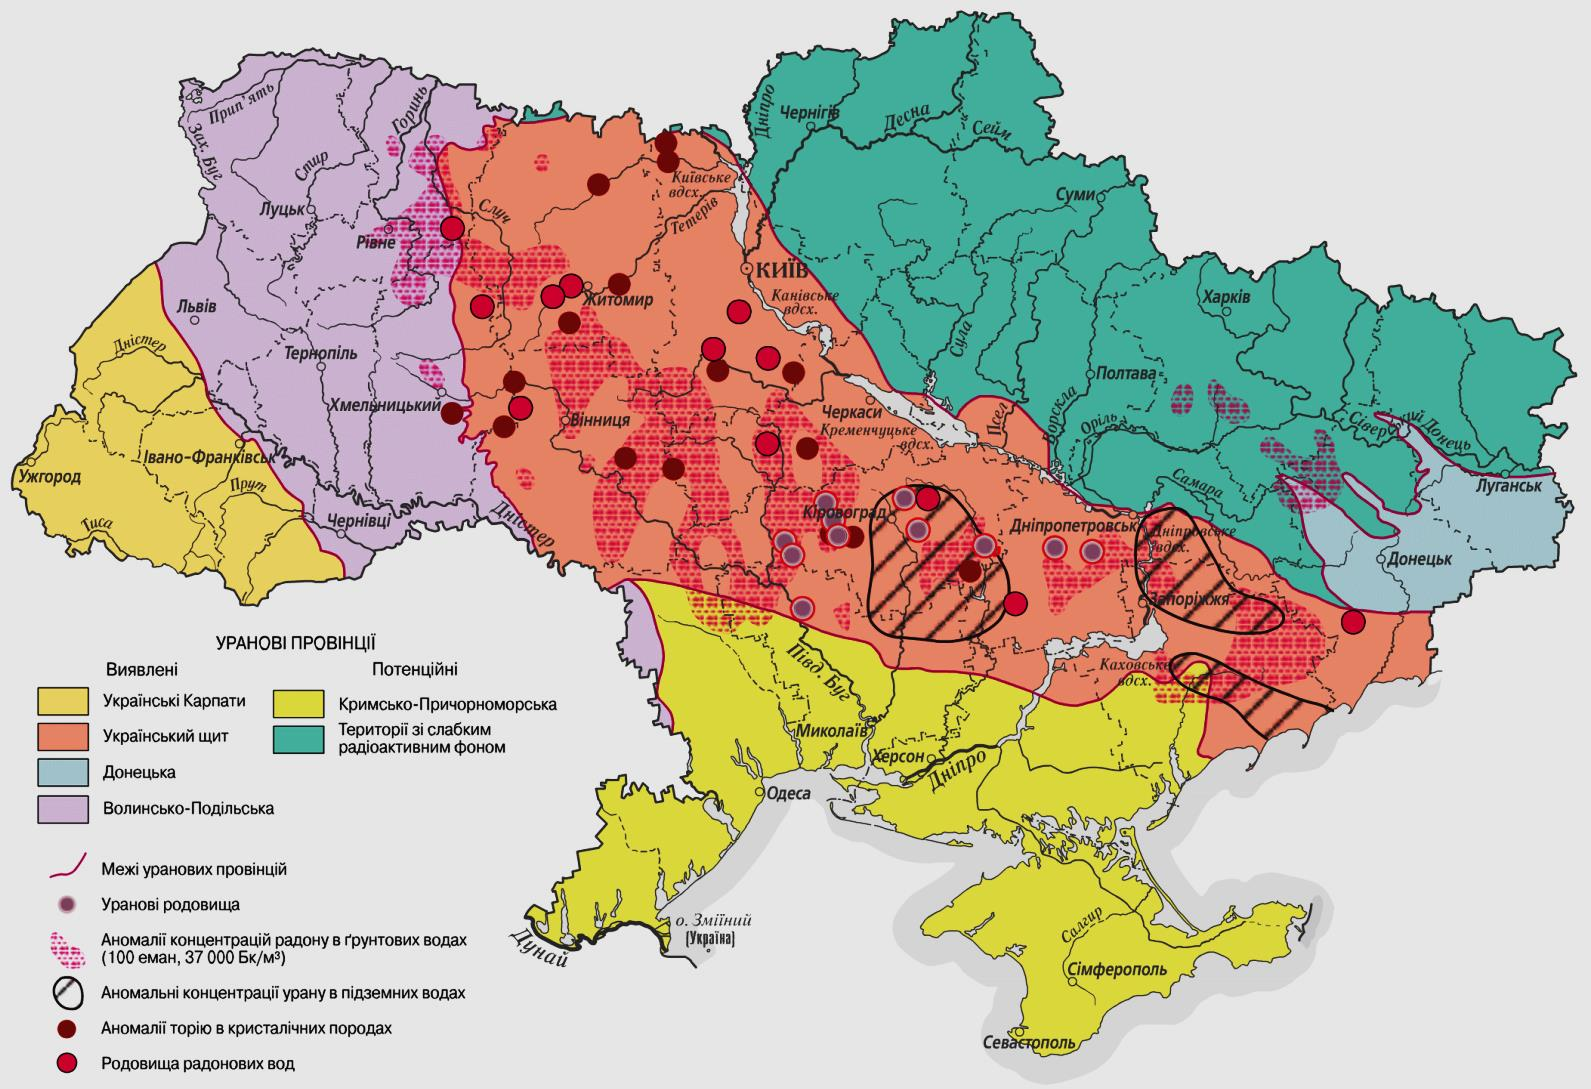 Прип'ять
Зах. Буг
Горинь
Стир
Луцьк
Рівне
Случ
Львів
Тернопіль
Хмельницький
Дністер
Івано-Франківськ
Ужгород
Прут
Тиса
Чернівці
Дністер
Дніпро
Чернігів
Десна
Сейм
Київське
вдсх.
Тетерів
КИЇВ
Житомир
Канівське
вдсх.
Вінниця
Суми
Сула
Харків
Полтава
Черкаси
Кременчуцьке
вдсх.
Псел
Ворскла
Оріль
Сіверський Донець
Луганськ
Самара
Кіровоград
Дніпропетровськ
Дніпровське
вдсх.
Донецьк
Запоріжжя
Каховське
вдсх.
Півд. Буг
Миколаїв
Херсон
Дніпро
Одеса
Дунай
о. Зміїний
(Україна)
Салгир
Сімферополь
Севастополь
УРАНОВІ ПРОВІНЦІЇ
Виявлені
Потенційні
Українські Карпати
Український щит
Донецька
Волинсько-Подільська
Кримсько-Причорноморська
Території зі слабким
радіоактивним фоном
Межі уранових провінцій
Уранові родовища
Аномалії концентрацій радону в ґрунтових водах
(100 еман, 37 000 Бк/м³)
Аномальні концентрації урану в підземних водах
Аномалії торію в кристалічних породах
Родовища радонових вод